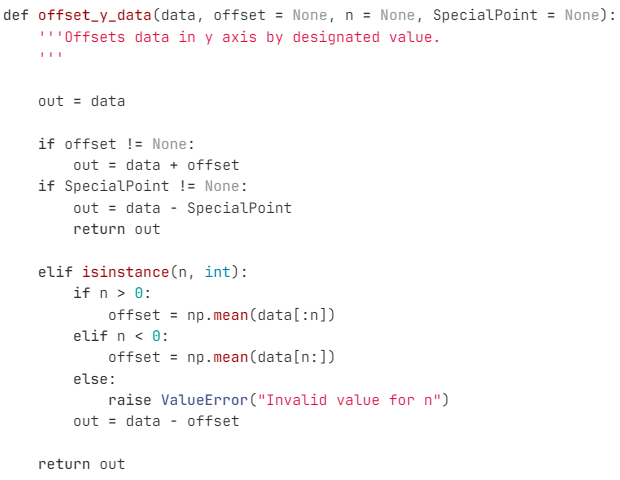 def offset_y_data(data, offset = None, n = None, SpecialPoint = None):
    '''Offsets data in y axis by designated value.
    '''

    out = data

    if offset != None:
        out = data + offset
    if SpecialPoint != None:
        out = data - SpecialPoint
        return out

    elif isinstance(n, int):
        if n > 0:
            offset = np.mean(data[:n])
        elif n < 0:
            offset = np.mean(data[n:])
        else:
            raise ValueError("Invalid value for n")
        out = data - offset

    return out